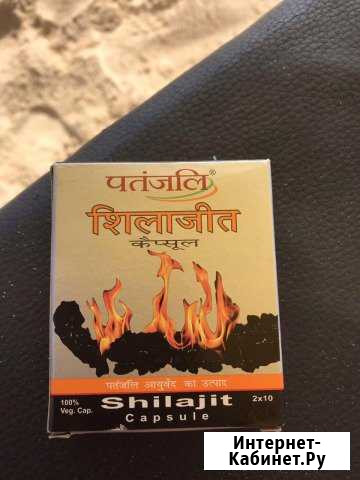 पतंजलि®
शिलाजीत
कैप्सूल
पतंजलि आयुर्वेद का उत्पाद
100%
Veg. Cap.
Shilajit
2x10
Capsule
Интернет-
Кабинет.Ру